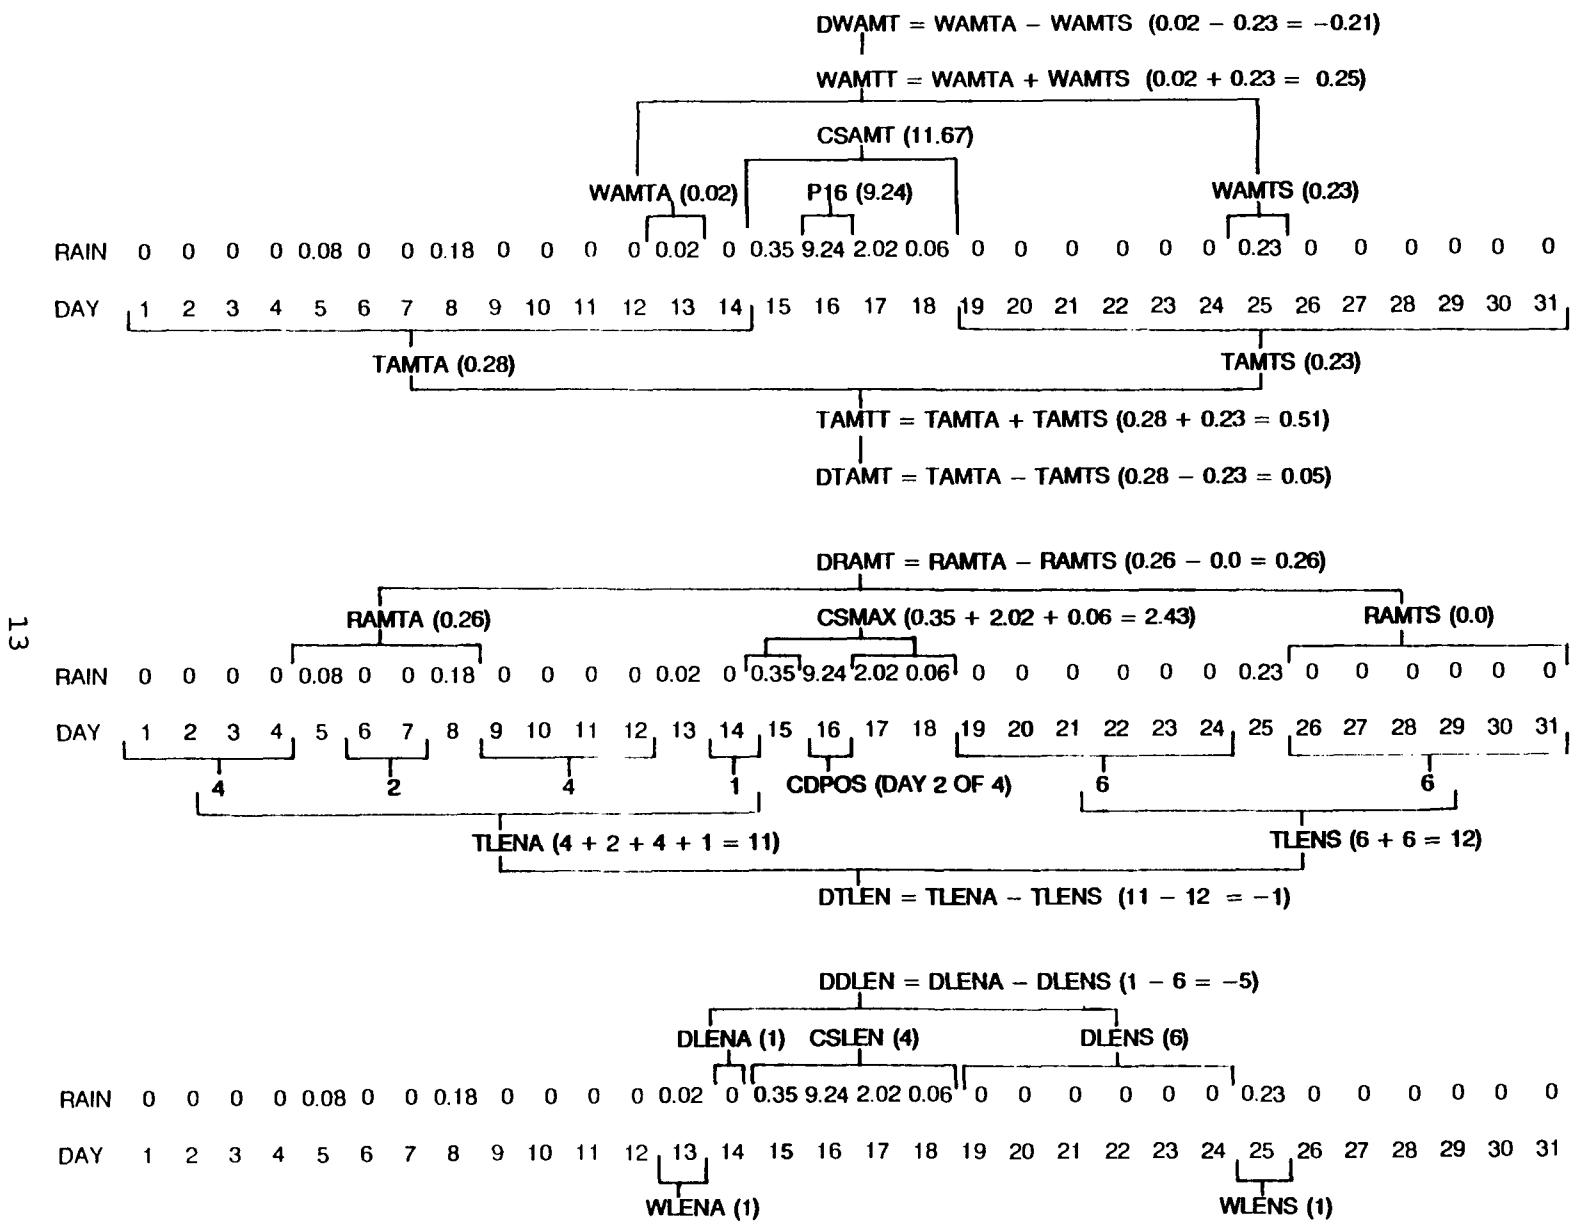 DWAMT = WAMTA − WAMTS (0.02 − 0.23 = −0.21)
WAMTT = WAMTA + WAMTS (0.02 + 0.23 = 0.25)
CSAMT (11.67)
WAMTA (0.02) P16 (9.24) WAMTS (0.23)
RAIN 0 0 0 0 0.08 0 0 0.18 0 0 0 0 0.02 0 0.35 9.24 2.02 0.06 0 0 0 0 0 0 0.23 0 0 0 0 0 0
DAY 1 2 3 4 5 6 7 8 9 10 11 12 13 14 15 16 17 18 19 20 21 22 23 24 25 26 27 28 29 30 31
TAMTA (0.28) TAMTS (0.23)
TAMTT = TAMTA + TAMTS (0.28 + 0.23 = 0.51)
DTAMT = TAMTA − TAMTS (0.28 − 0.23 = 0.05)
DRAMT = RAMTA − RAMTS (0.26 − 0.0 = 0.26)
RAMTA (0.26) CSMAX (0.35 + 2.02 + 0.06 = 2.43) RAMTS (0.0)
13
RAIN 0 0 0 0 0.08 0 0 0.18 0 0 0 0 0.02 0 0.35 9.24 2.02 0.06 0 0 0 0 0 0 0.23 0 0 0 0 0 0
DAY 1 2 3 4 5 6 7 8 9 10 11 12 13 14 15 16 17 18 19 20 21 22 23 24 25 26 27 28 29 30 31
4 2 4 1 CDPOS (DAY 2 OF 4) 6 6
TLENA (4 + 2 + 4 + 1 = 11) TLENS (6 + 6 = 12)
DTLEN = TLENA − TLENS (11 − 12 = −1)
DDLEN = DLENA − DLENS (1 − 6 = −5)
DLENA (1) CSLEN (4) DLENS (6)
RAIN 0 0 0 0 0.08 0 0 0.18 0 0 0 0 0.02 0 0.35 9.24 2.02 0.06 0 0 0 0 0 0 0.23 0 0 0 0 0 0
DAY 1 2 3 4 5 6 7 8 9 10 11 12 13 14 15 16 17 18 19 20 21 22 23 24 25 26 27 28 29 30 31
WLENA (1) WLENS (1)